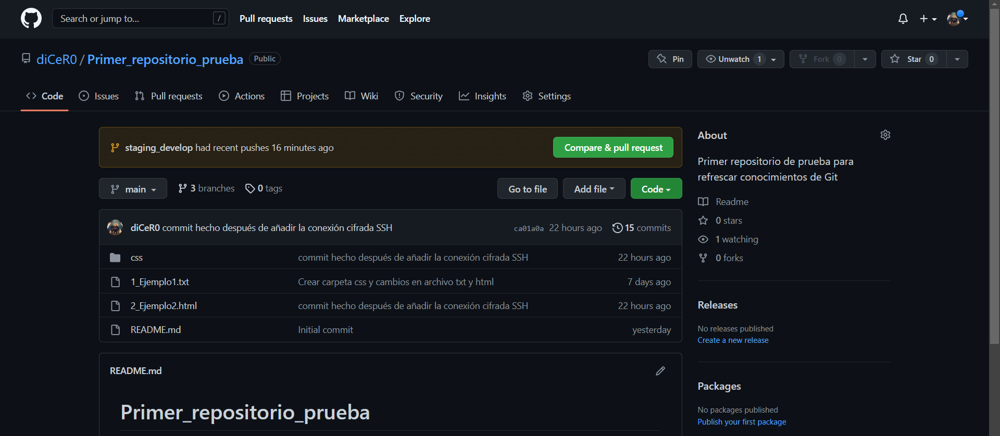 Search or jump to... /
Pull requests Issues Marketplace Explore
diCeR0 / Primer_repositorio_prueba Public
Pin Unwatch 1 Fork 0 Star 0
Code Issues Pull requests Actions Projects Wiki Security Insights Settings
staging_develop had recent pushes 16 minutes ago
Compare & pull request
main 3 branches 0 tags
Go to file Add file Code
diCeR0 commit hecho después de añadir la conexión cifrada SSH ca01a0a 22 hours ago 15 commits
css commit hecho después de añadir la conexión cifrada SSH 22 hours ago
1_Ejemplo1.txt Crear carpeta css y cambios en archivo txt y html 7 days ago
2_Ejemplo2.html commit hecho después de añadir la conexión cifrada SSH 22 hours ago
README.md Initial commit yesterday
README.md
Primer_repositorio_prueba
About
Primer repositorio de prueba para
refrescar conocimientos de Git
Readme
0 stars
1 watching
0 forks
Releases
No releases published
Create a new release
Packages
No packages published
Publish your first package